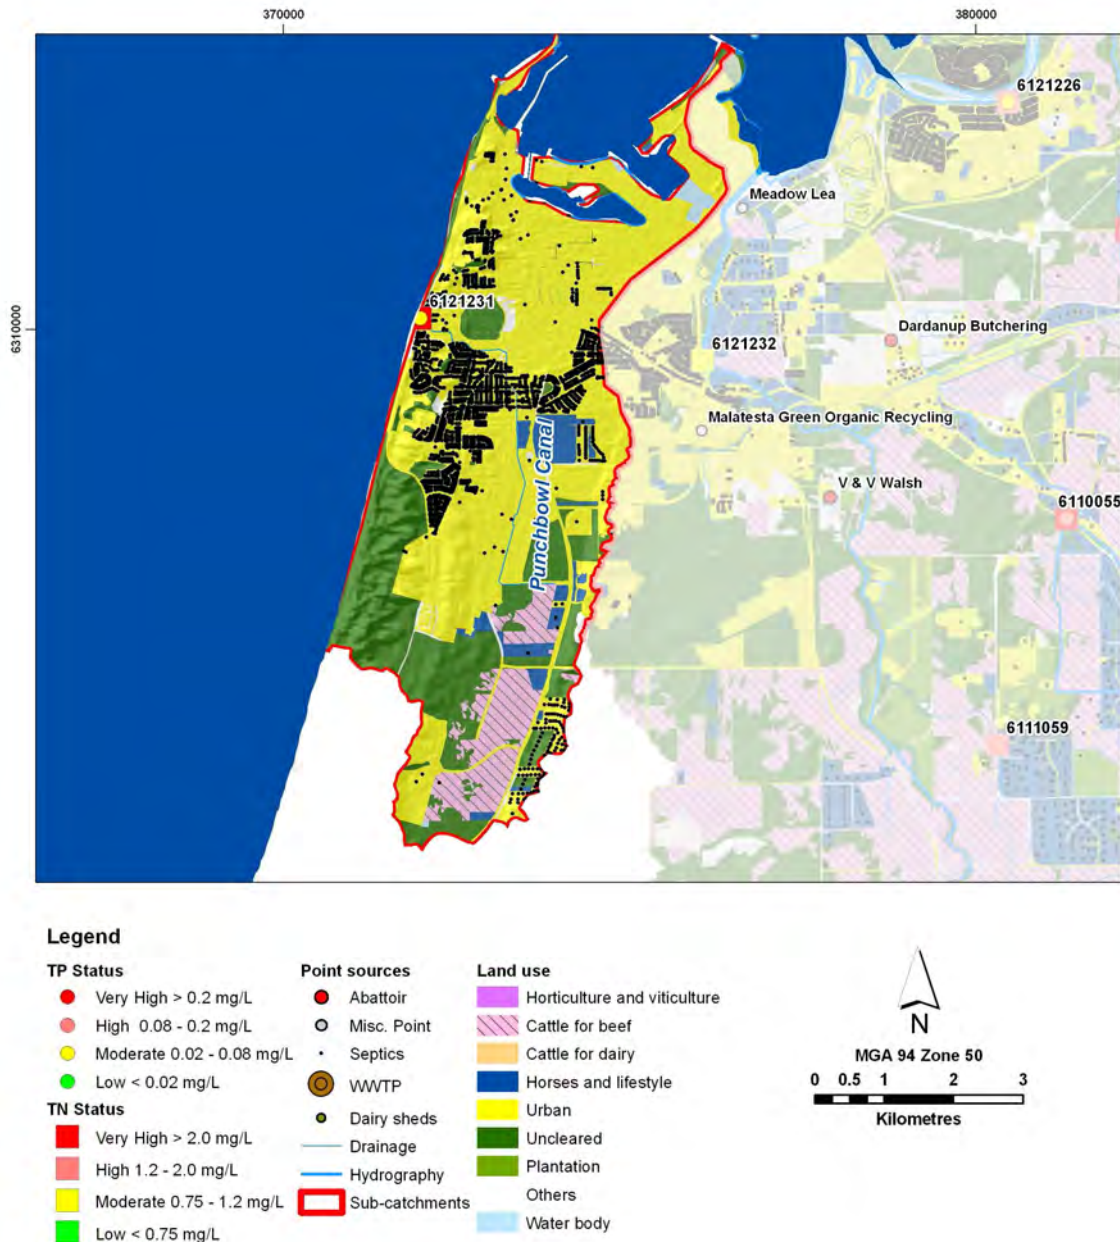 370000
380000
6310000
6121226
Meadow Lea
6121231
Dardanup Butchering
6121232
Malatesta Green Organic Recycling
Punchbowl Canal
V & V Walsh
6110055
6111059
Legend
TP Status
Very High > 0.2 mg/L
High 0.08 - 0.2 mg/L
Moderate 0.02 - 0.08 mg/L
Low < 0.02 mg/L
TN Status
Very High > 2.0 mg/L
High 1.2 - 2.0 mg/L
Moderate 0.75 - 1.2 mg/L
Low < 0.75 mg/L
Point sources
Abattoir
Misc. Point
Septics
WWTP
Dairy sheds
Drainage
Hydrography
Sub-catchments
Land use
Horticulture and viticulture
Cattle for beef
Cattle for dairy
Horses and lifestyle
Urban
Uncleared
Plantation
Others
Water body
N
MGA 94 Zone 50
0 0.5 1 2 3
Kilometres